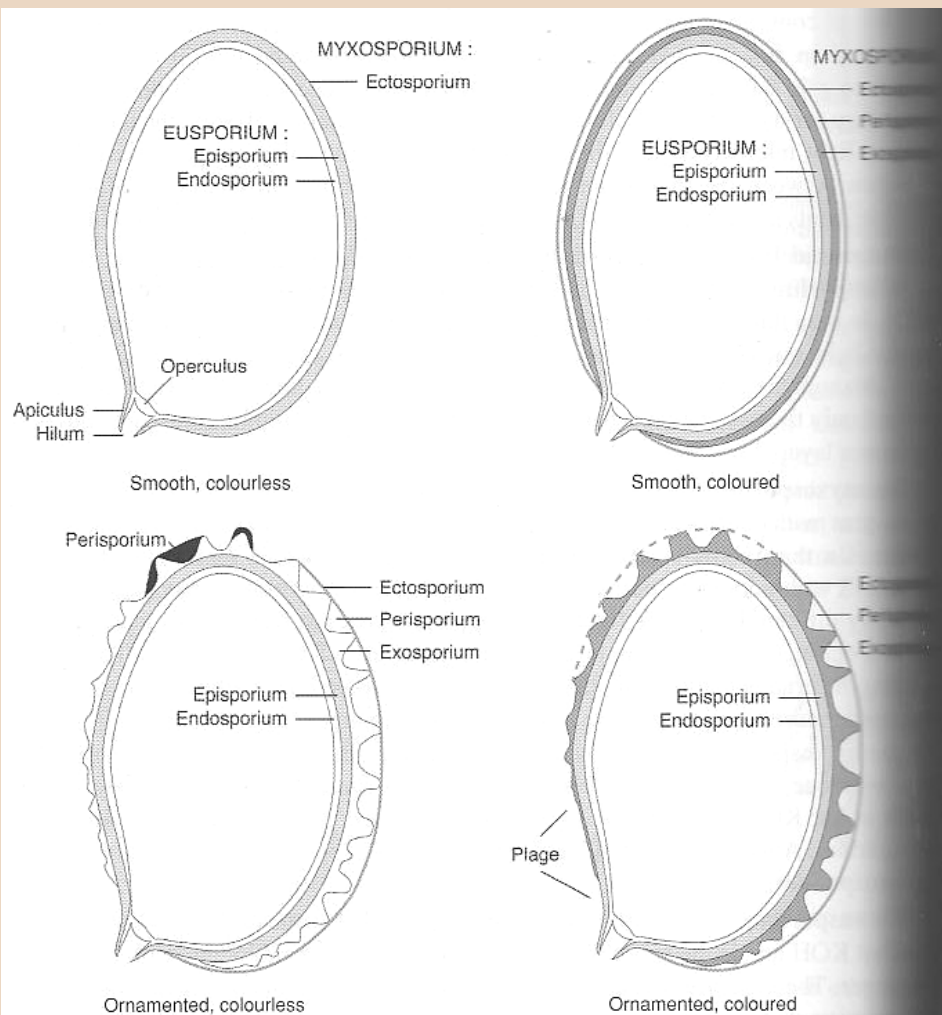 MYXOSPORIUM :
Ectosporium
EUSPORIUM :
Episporium
Endosporium
Operculus
Apiculus
Hilum
Smooth, colourless
EUSPORIUM :
Episporium
Endosporium
Smooth, coloured
Perisporium
Ectosporium
Perisporium
Exosporium
Episporium
Endosporium
Ornamented, colourless
Episporium
Endosporium
Plage
Ornamented, coloured
KOH